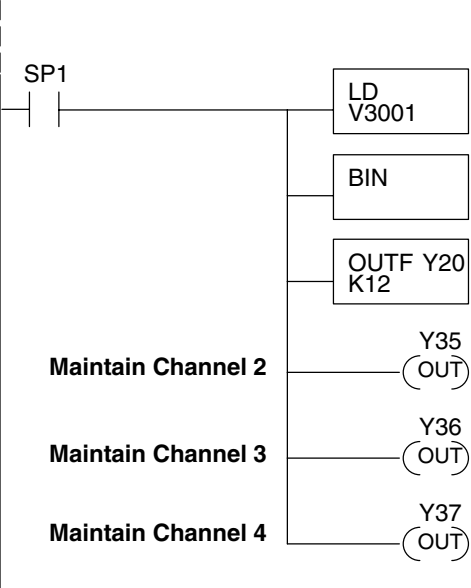 SP1
LD
V3001
BIN
OUTF Y20
K12
Y35
Maintain Channel 2
OUT
Y36
Maintain Channel 3
OUT
Y37
Maintain Channel 4
OUT